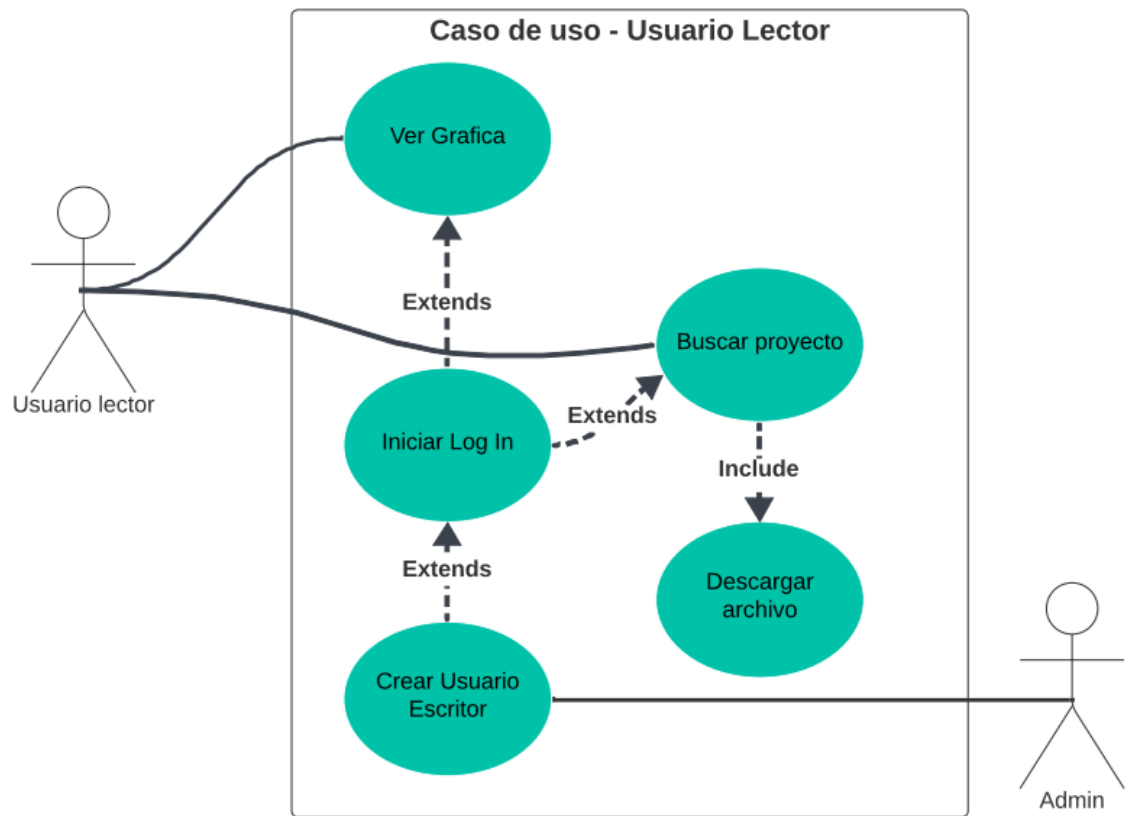 Caso de uso - Usuario Lector
Ver Grafica
Extends
Buscar proyecto
Usuario lector
Extends
Iniciar Log In
Include
Extends
Descargar
archivo
Crear Usuario
Escritor
Admin